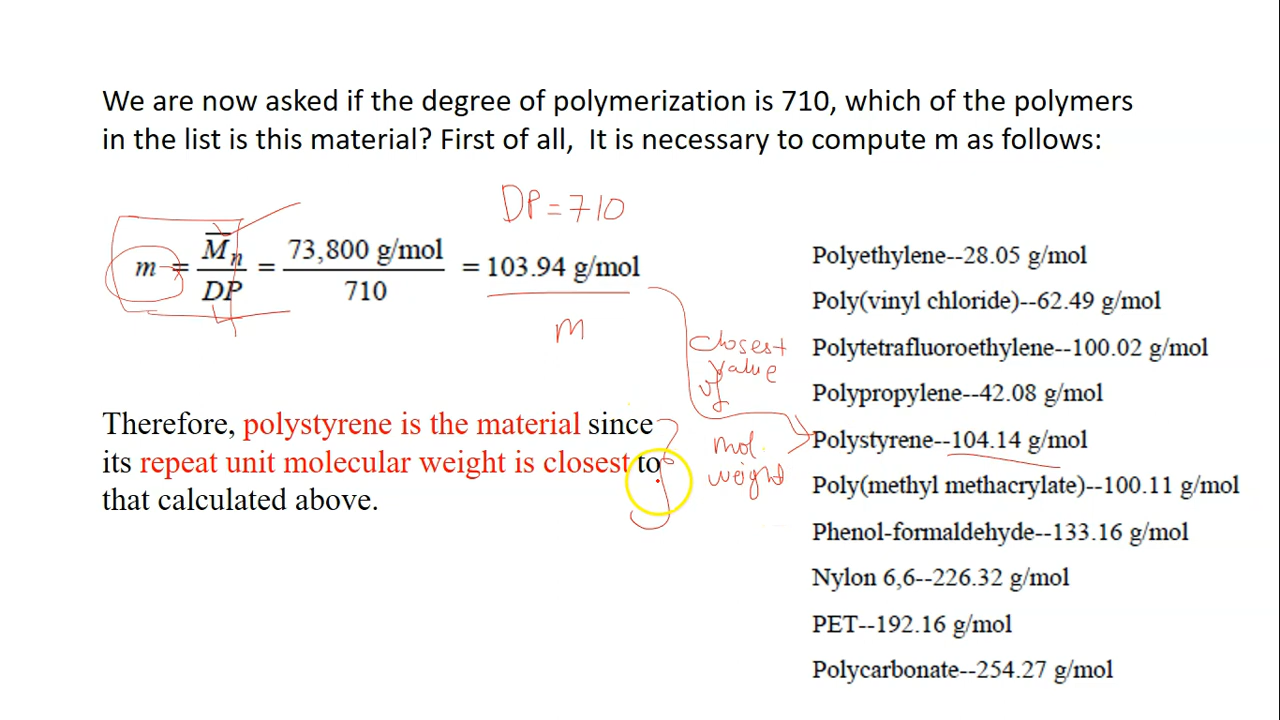 We are now asked if the degree of polymerization is 710, which of the polymers
in the list is this material? First of all, It is necessary to compute m as follows:
DP = 710
m = M̅n / DP = 73,800 g/mol / 710 = 103.94 g/mol
m
closest
value
of
mol.
weight
Therefore, polystyrene is the material since
its repeat unit molecular weight is closest to
that calculated above.
Polyethylene--28.05 g/mol
Poly(vinyl chloride)--62.49 g/mol
Polytetrafluoroethylene--100.02 g/mol
Polypropylene--42.08 g/mol
Polystyrene--104.14 g/mol
Poly(methyl methacrylate)--100.11 g/mol
Phenol-formaldehyde--133.16 g/mol
Nylon 6,6--226.32 g/mol
PET--192.16 g/mol
Polycarbonate--254.27 g/mol